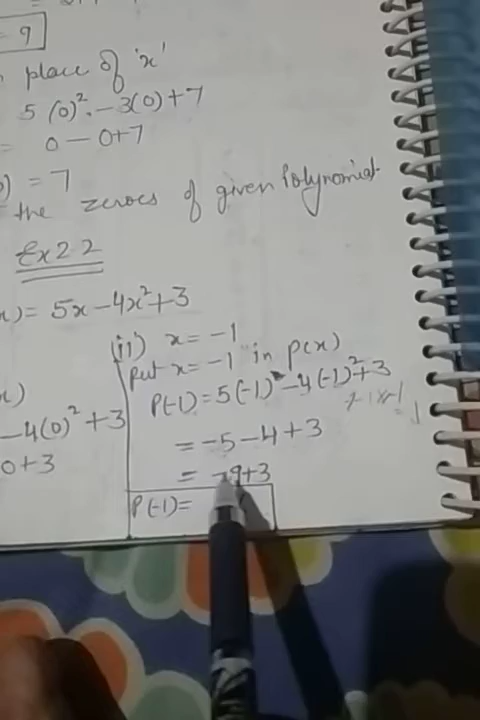 = 9
place of 'x'
5 (0)² - 3(0) + 7
= 0 - 0 + 7
) = 7
the zeroes of given Polynomial.
Ex 2.2
x) = 5x - 4x² + 3
x)
- 4(0)² + 3
0 + 3
(ii) x = -1
Put x = -1 in p(x)
P(-1) = 5(-1) - 4(-1)² + 3
= -5 - 4 + 3
= -9+3
P(-1) =